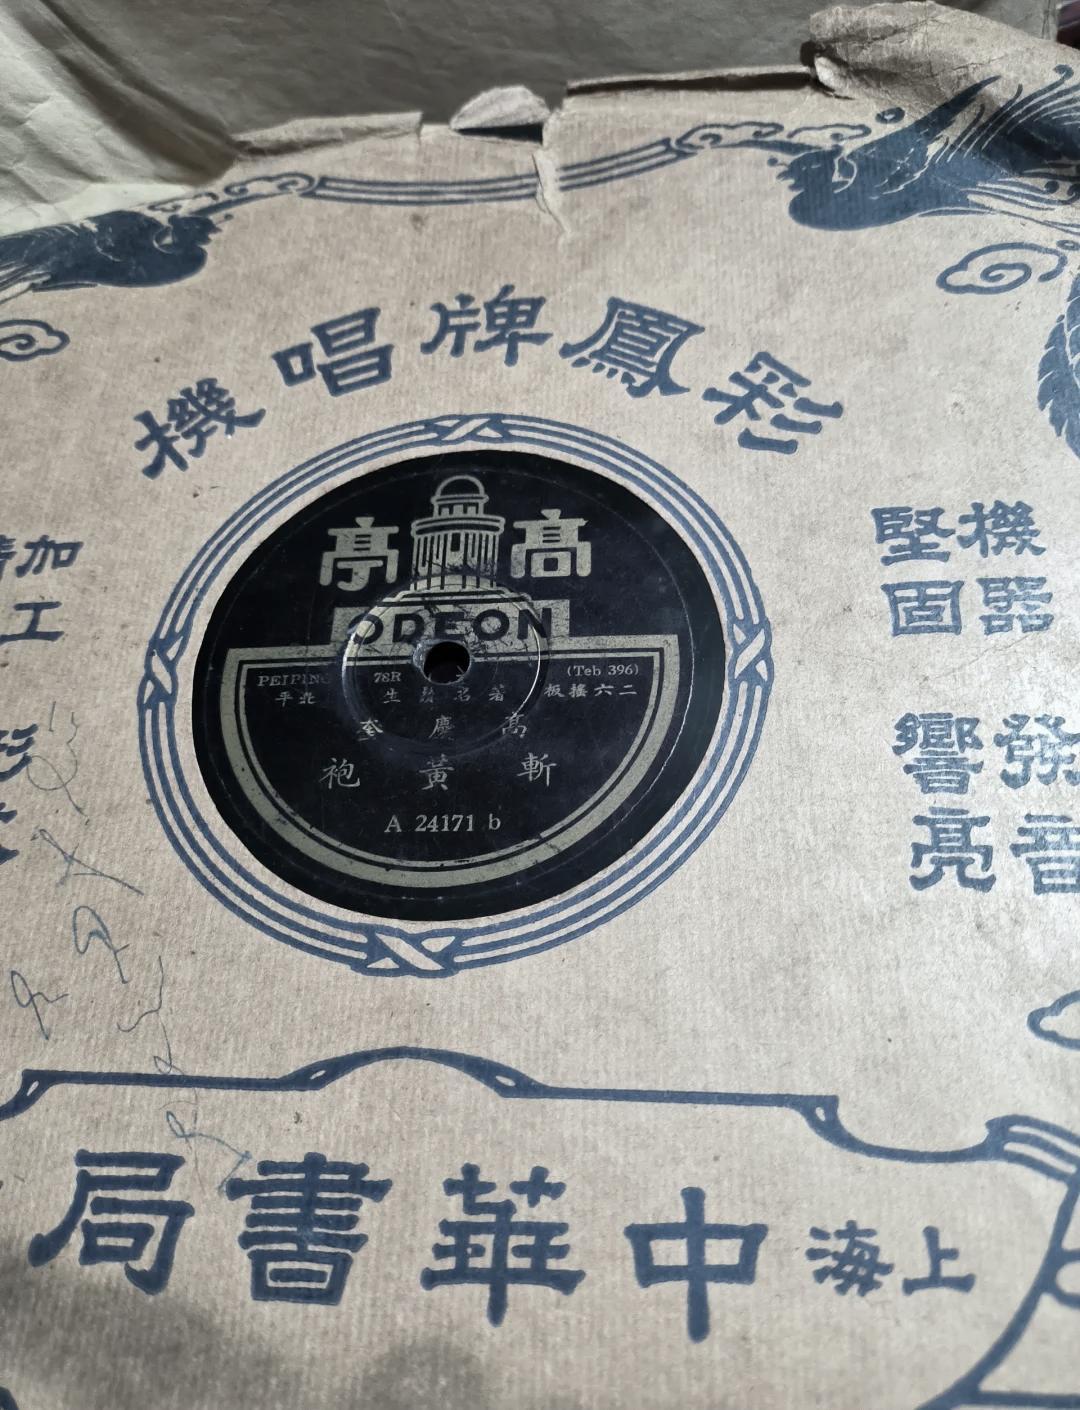 彩鳳牌唱機
機器
堅固
發音
響亮
加工
高亭
ODEON
PEIPING 78R (Teb 396)
二六搖板 著名鬚生 北平
高慶奎
斬黃袍
A 24171 b
上海中華書局